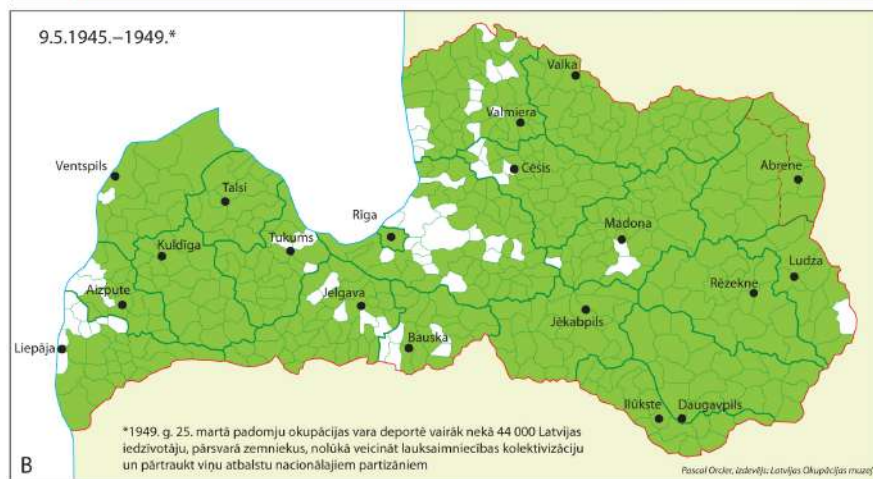 9.5.1945.–1949.*
Valka
Valmiera
Ventspils
Cēsis
Abrene
Talsi
Rīga
Madona
Kuldīga
Tukums
Ludza
Rēzekne
Aizpute
Jelgava
Jēkabpils
Liepāja
Bauska
Ilūkste
Daugavpils
*1949. g. 25. martā padomju okupācijas vara deportē vairāk nekā 44 000 Latvijas
iedzīvotāju, pārsvarā zemniekus, nolūkā veicināt lauksaimniecības kolektivizāciju
un pārtraukt viņu atbalstu nacionālajiem partizāniem
B
Pascal Orcier, izdevējs: Latvijas Okupācijas muzej